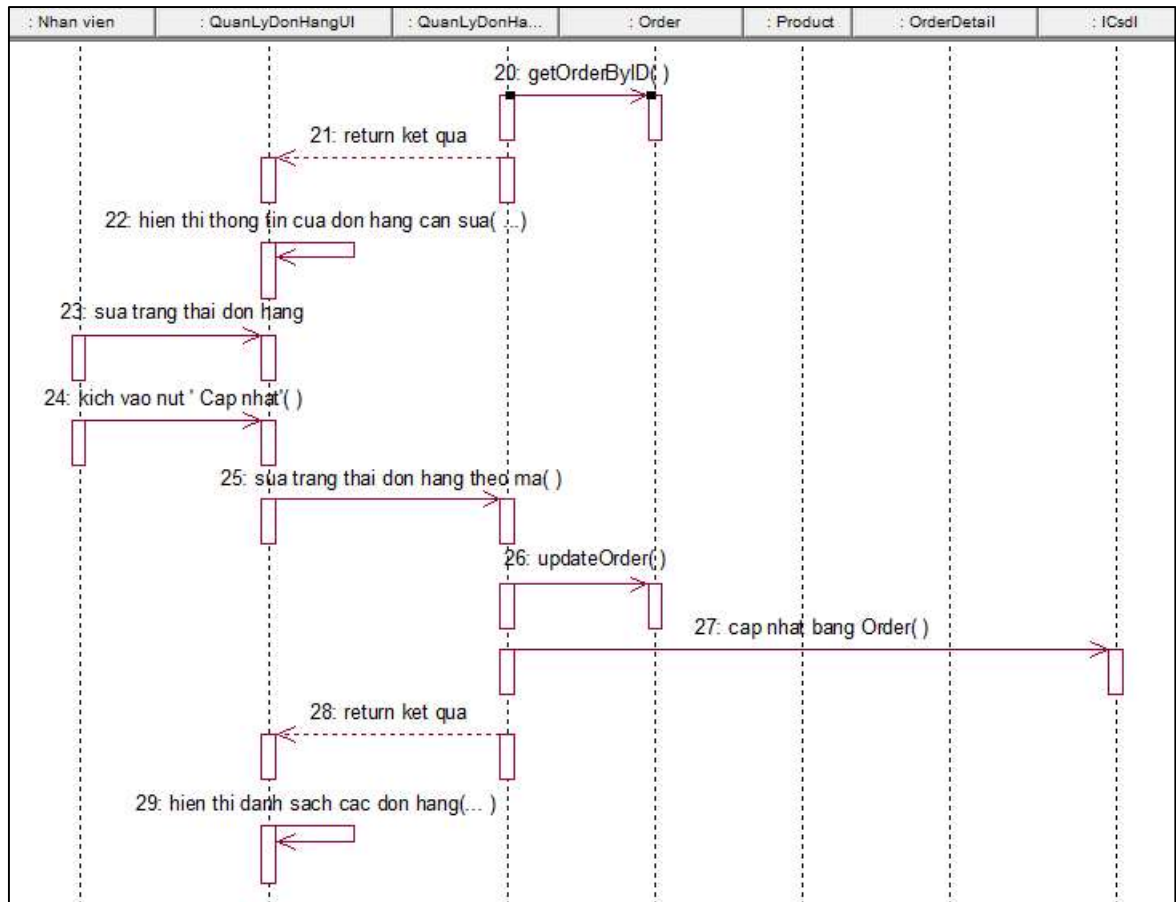 : Nhan vien
: QuanLyDonHangUI
: QuanLyDonHa...
: Order
: Product
: OrderDetail
: ICsdl
20: getOrderByID( )
21: return ket qua
22: hien thi thong tin cua don hang can sua( ...)
23: sua trang thai don hang
24: kich vao nut ' Cap nhat'( )
25: sua trang thai don hang theo ma( )
26: updateOrder( )
27: cap nhat bang Order( )
28: return ket qua
29: hien thi danh sach cac don hang(... )